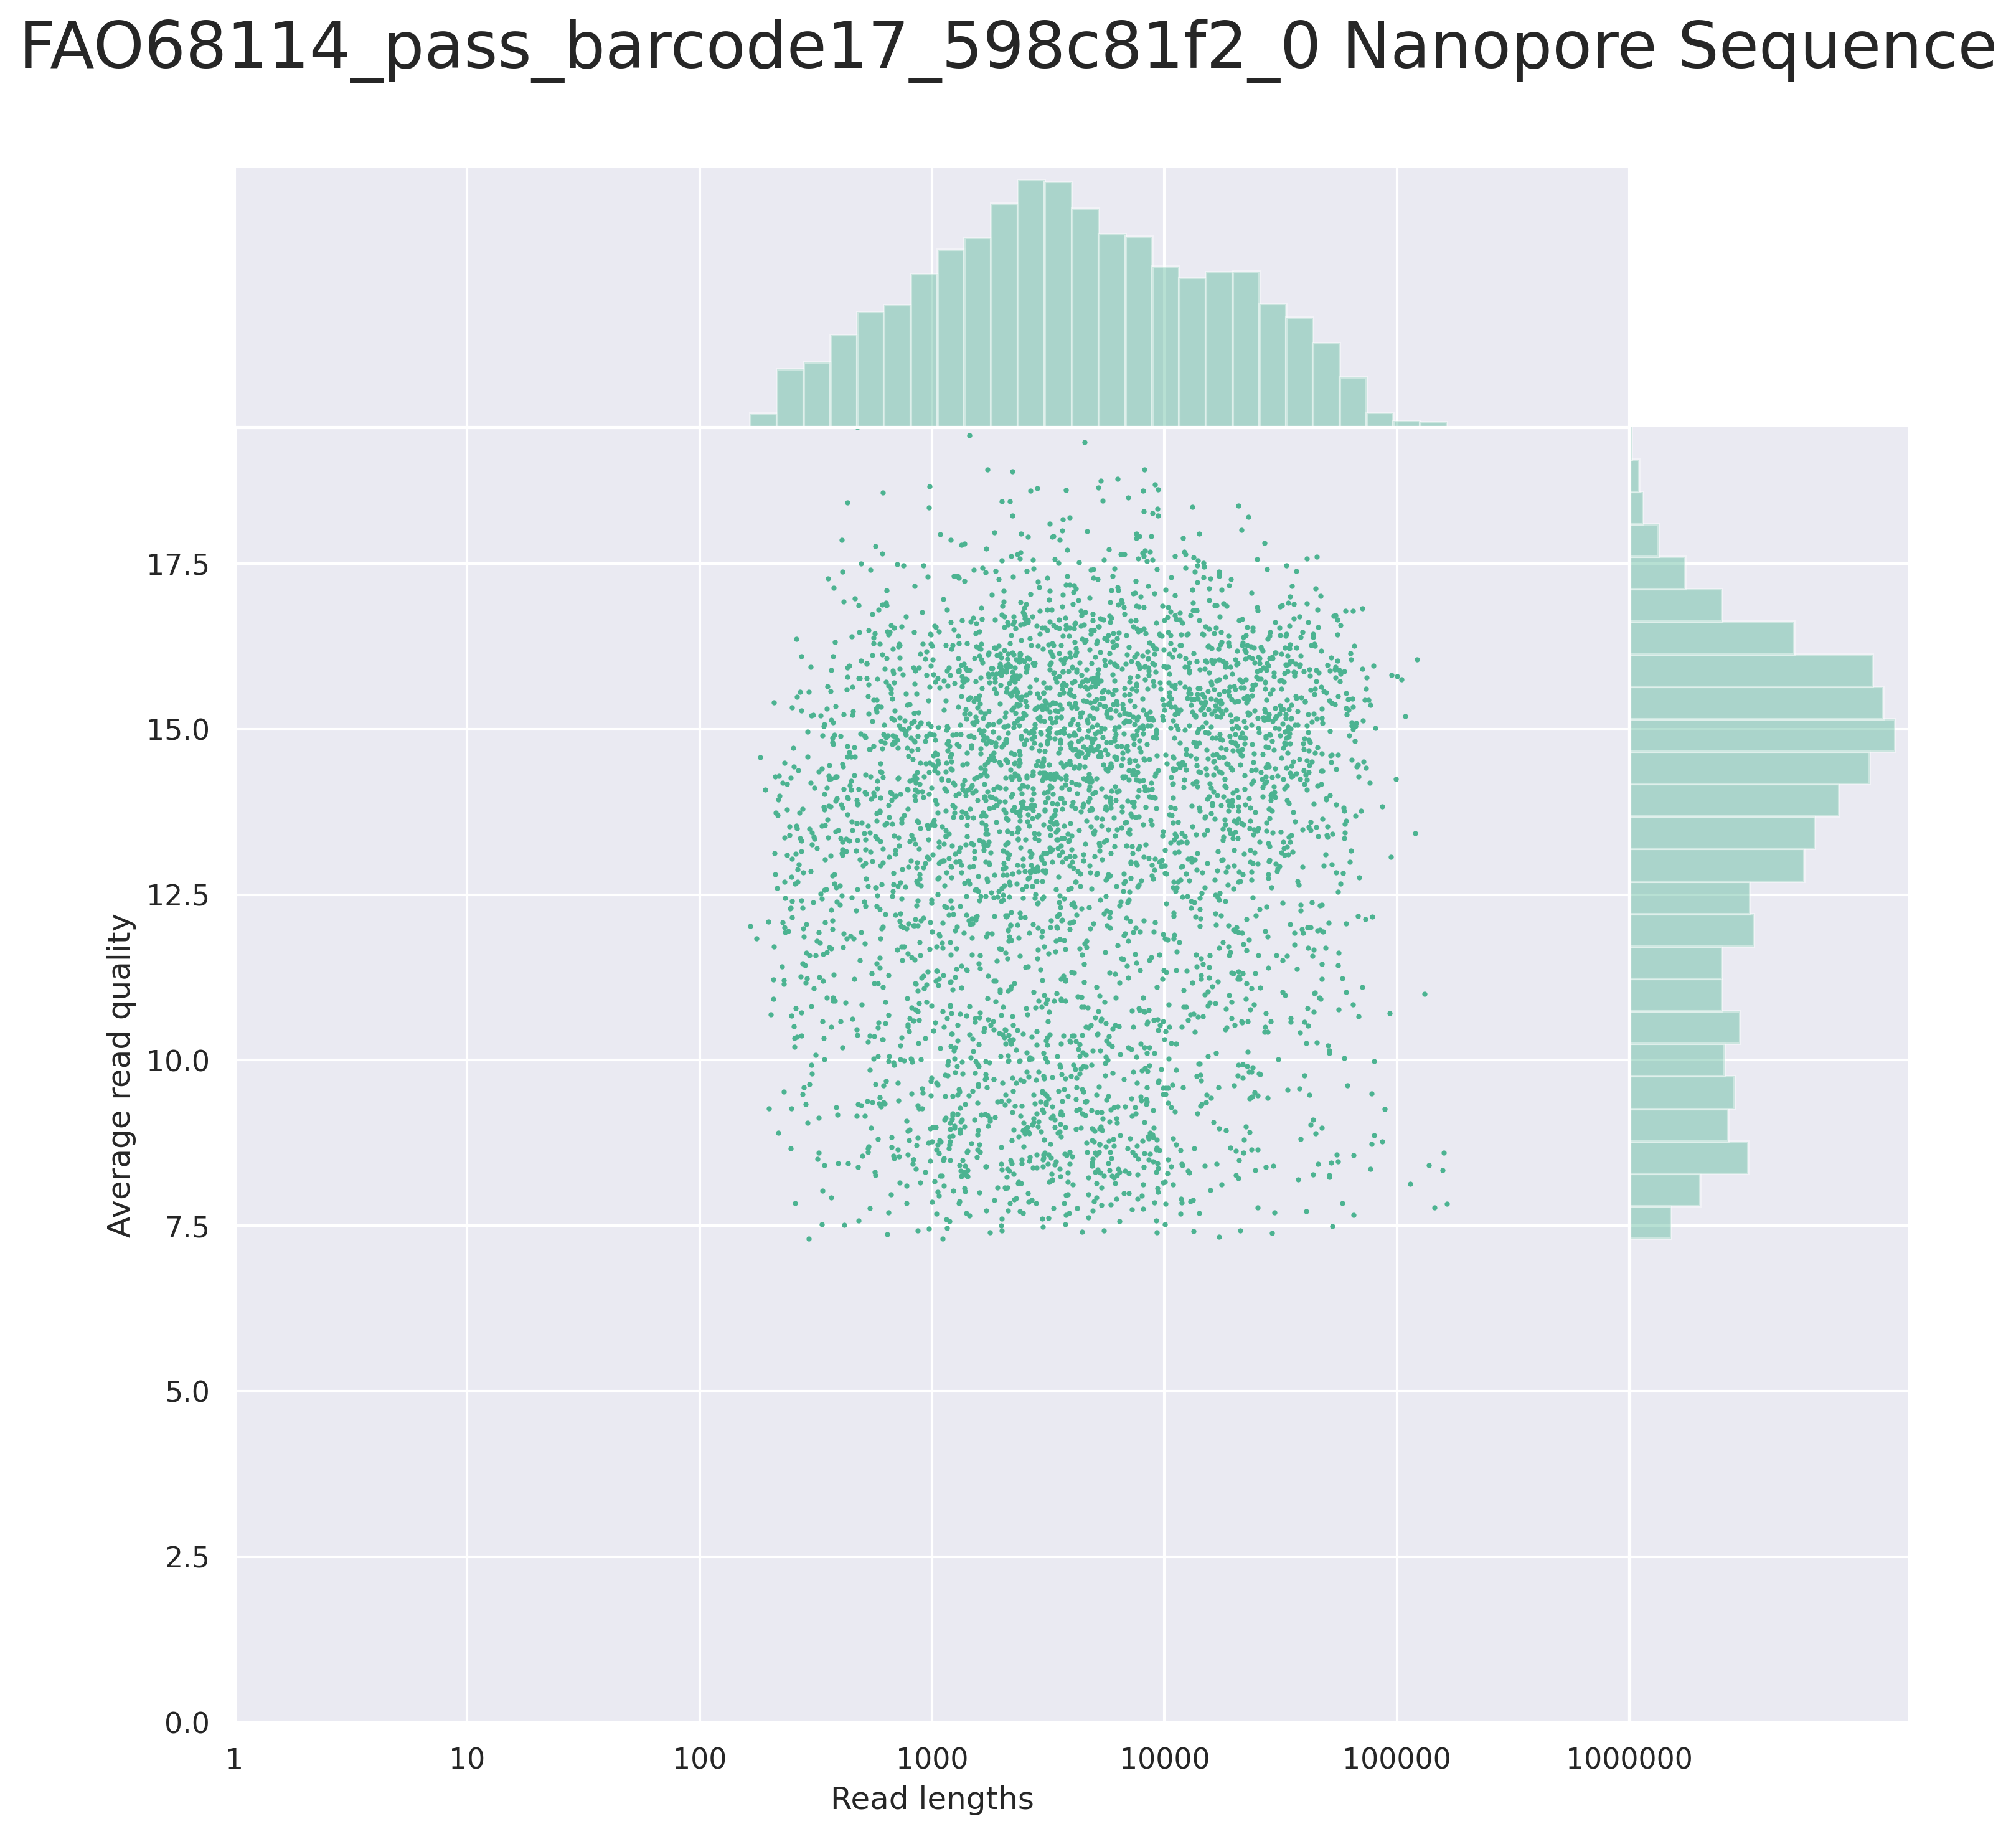 FAO68114_pass_barcode17_598c81f2_0 Nanopore Sequence
17.5
15.0
12.5
10.0
7.5
5.0
2.5
0.0
Average read quality
1 10 100 1000 10000 100000 1000000
Read lengths